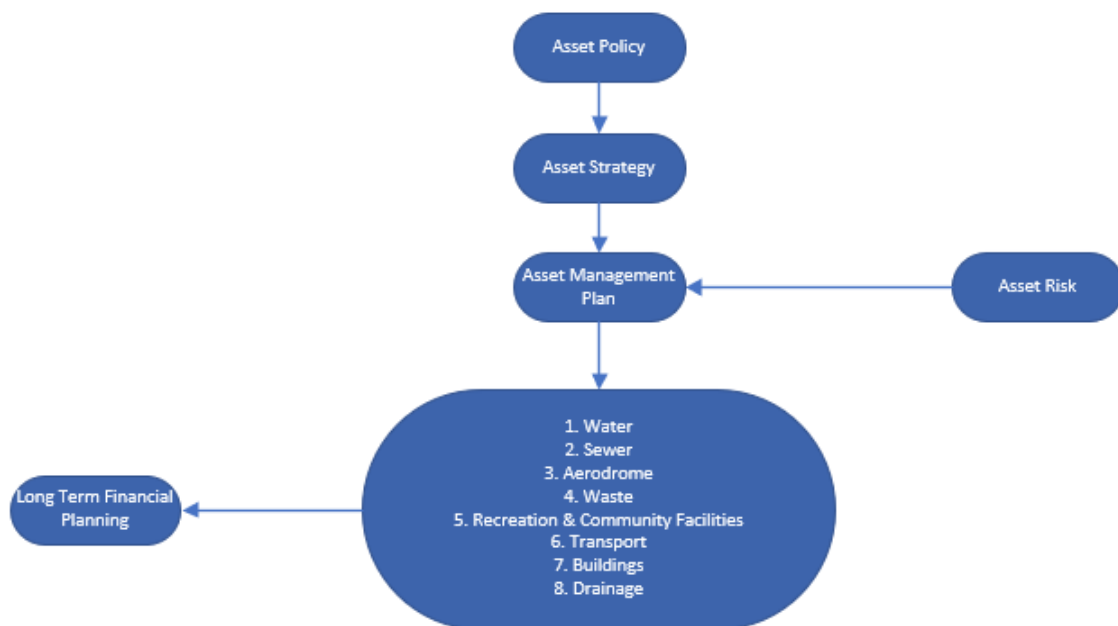 Asset Policy
Asset Strategy
Asset Management
Plan
Asset Risk
1. Water
2. Sewer
3. Aerodrome
4. Waste
5. Recreation & Community Facilities
6. Transport
7. Buildings
8. Drainage
Long Term Financial
Planning